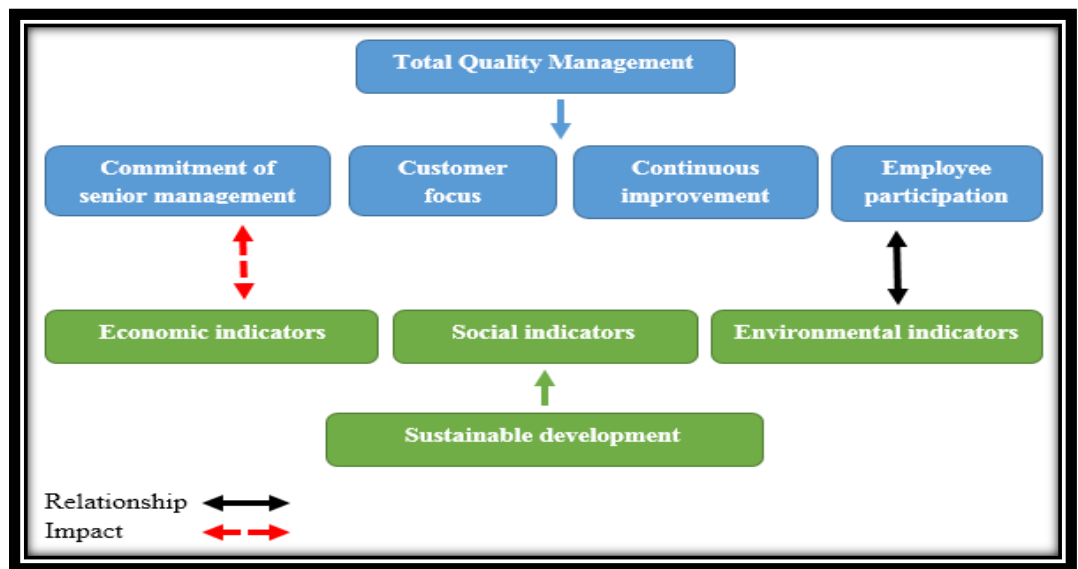 Total Quality Management
Commitment of
senior management
Customer
focus
Continuous
improvement
Employee
participation
Economic indicators
Social indicators
Environmental indicators
Sustainable development
Relationship
Impact